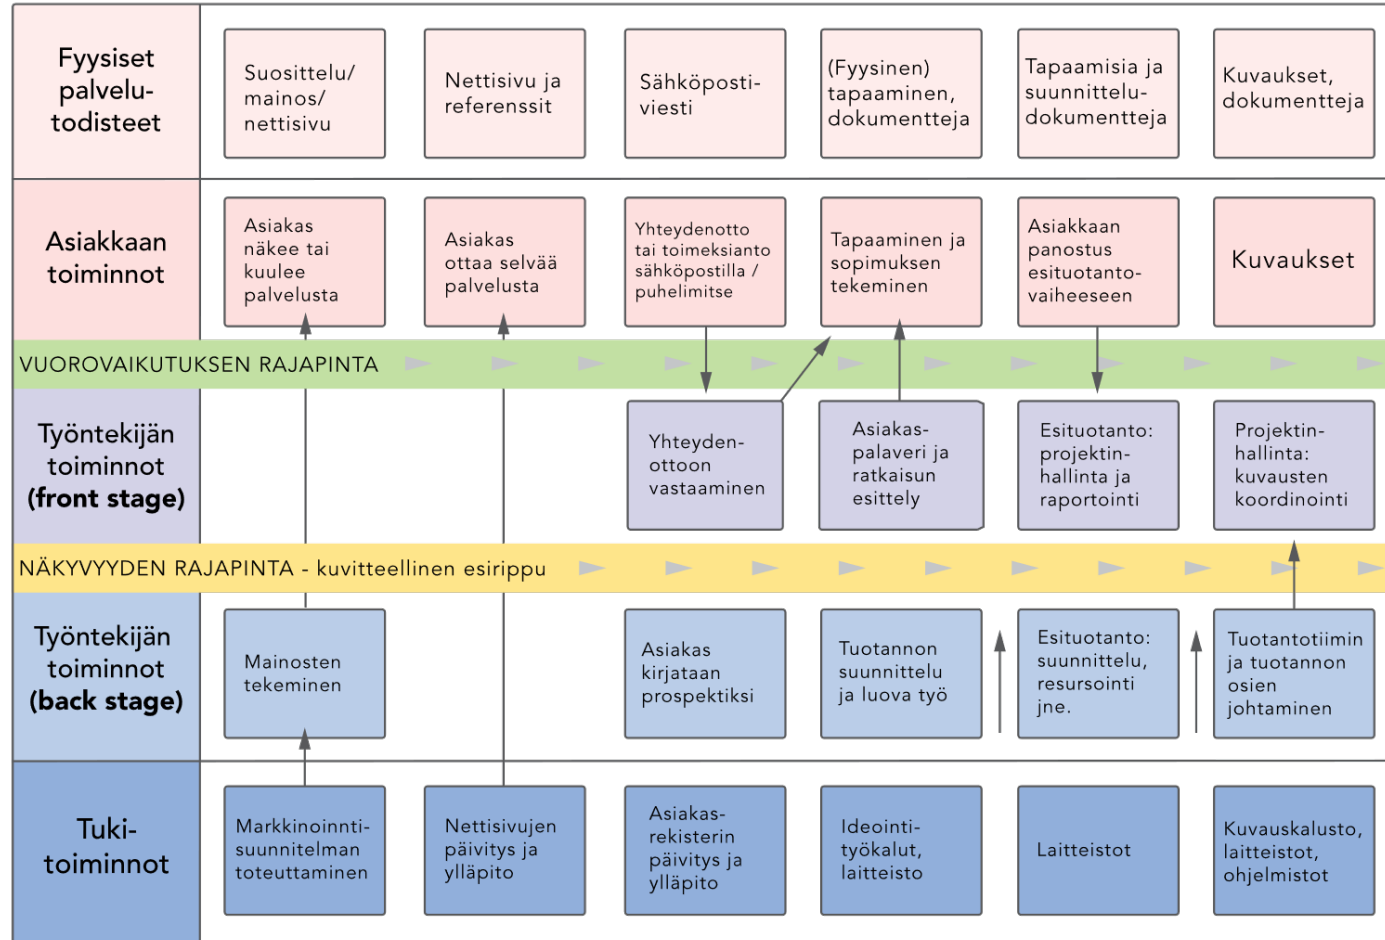 Fyysiset
palvelu-
todisteet
Suosittelu/
mainos/
nettisivu
Nettisivu ja
referenssit
Sähköposti-
viesti
(Fyysinen)
tapaaminen,
dokumentteja
Tapaamisia ja
suunnittelu-
dokumentteja
Kuvaukset,
dokumentteja
Asiakkaan
toiminnot
Asiakas
näkee tai
kuulee
palvelusta
Asiakas
ottaa selvää
palvelusta
Yhteydenotto
tai toimeksianto
sähköpostilla /
puhelimitse
Tapaaminen ja
sopimuksen
tekeminen
Asiakkaan
panostus
esituotanto-
vaiheeseen
Kuvaukset
VUOROVAIKUTUKSEN RAJAPINTA
Työntekijän
toiminnot
(front stage)
Yhteyden-
ottoon
vastaaminen
Asiakas-
palaveri ja
ratkaisun
esittely
Esituotanto:
projektin-
hallinta ja
raportointi
Projektin-
hallinta:
kuvausten
koordinointi
NÄKYVYYDEN RAJAPINTA - kuvitteellinen esirippu
Työntekijän
toiminnot
(back stage)
Mainosten
tekeminen
Asiakas
kirjataan
prospektiksi
Tuotannon
suunnittelu
ja luova työ
Esituotanto:
suunnittelu,
resursointi
jne.
Tuotantotiimin
ja tuotannon
osien
johtaminen
Tuki-
toiminnot
Markkinoinnti-
suunnitelman
toteuttaminen
Nettisivujen
päivitys ja
ylläpito
Asiakas-
rekisterin
päivitys ja
ylläpito
Ideointi-
työkalut,
laitteisto
Laitteistot
Kuvauskalusto,
laitteistot,
ohjelmistot